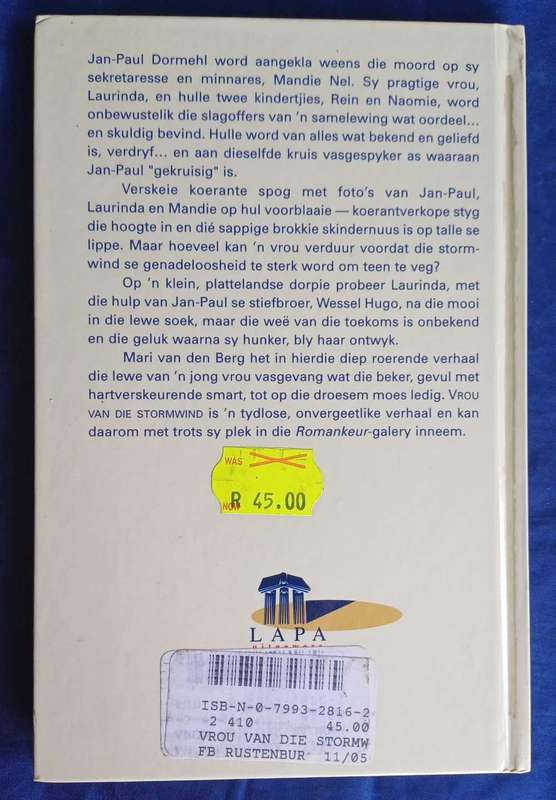 Jan-Paul Dormehl word aangekla weens die moord op sy
sekretaresse en minnares, Mandie Nel. Sy pragtige vrou,
Laurinda, en hulle twee kindertjies, Rein en Naomie, word
onbewustelik die slagoffers van ’n samelewing wat oordeel...
en skuldig bevind. Hulle word van alles wat bekend en geliefd
is, verdryf... en aan dieselfde kruis vasgespyker as waaraan
Jan-Paul "gekruisig" is.
Verskeie koerante spog met foto’s van Jan-Paul,
Laurinda en Mandie op hul voorblaaie — koerantverkope styg
die hoogte in en dié sappige brokkie skindernuus is op talle se
lippe. Maar hoeveel kan ’n vrou verduur voordat die storm-
wind se genadeloosheid te sterk word om teen te veg?
Op ’n klein, plattelandse dorpie probeer Laurinda, met
die hulp van Jan-Paul se stiefbroer, Wessel Hugo, na die mooi
in die lewe soek, maar die weë van die toekoms is onbekend
en die geluk waarna sy hunker, bly haar ontwyk.
Mari van den Berg het in hierdie diep roerende verhaal
die lewe van ’n jong vrou vasgevang wat die beker, gevul met
hartverskeurende smart, tot op die droesem moes ledig. VROU
VAN DIE STORMWIND is ’n tydlose, onvergeetlike verhaal en kan
daarom met trots sy plek in die Romankeur-galery inneem.
WAS
NOW R 45.00
LAPA
uitgewers
ISBN-N-0-7993-2816-2
2 410 45.00
VROU VAN DIE STORMW
FB RUSTENBUR 11/05